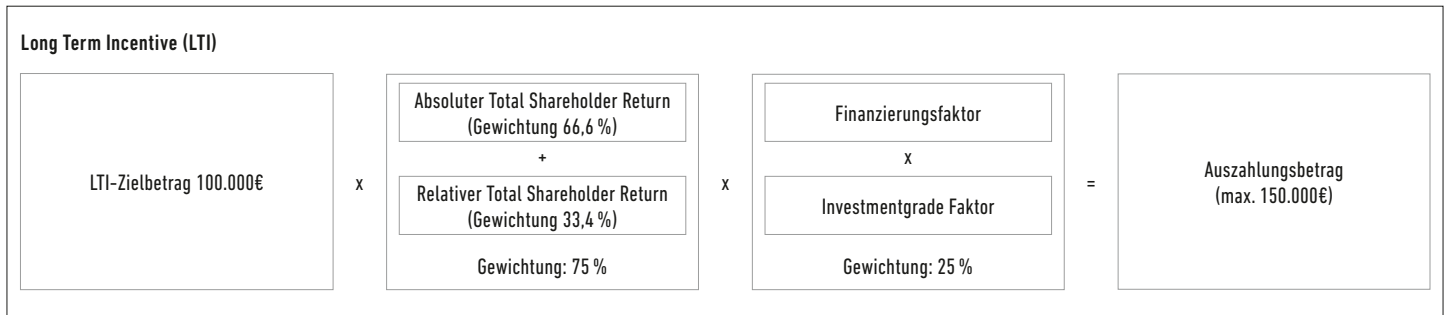 Long Term Incentive (LTI)
LTI-Zielbetrag 100.000€
x
Absoluter Total Shareholder Return
(Gewichtung 66,6 %)
+
Relativer Total Shareholder Return
(Gewichtung 33,4 %)
Gewichtung: 75 %
x
Finanzierungsfaktor
x
Investmentgrade Faktor
Gewichtung: 25 %
=
Auszahlungsbetrag
(max. 150.000€)